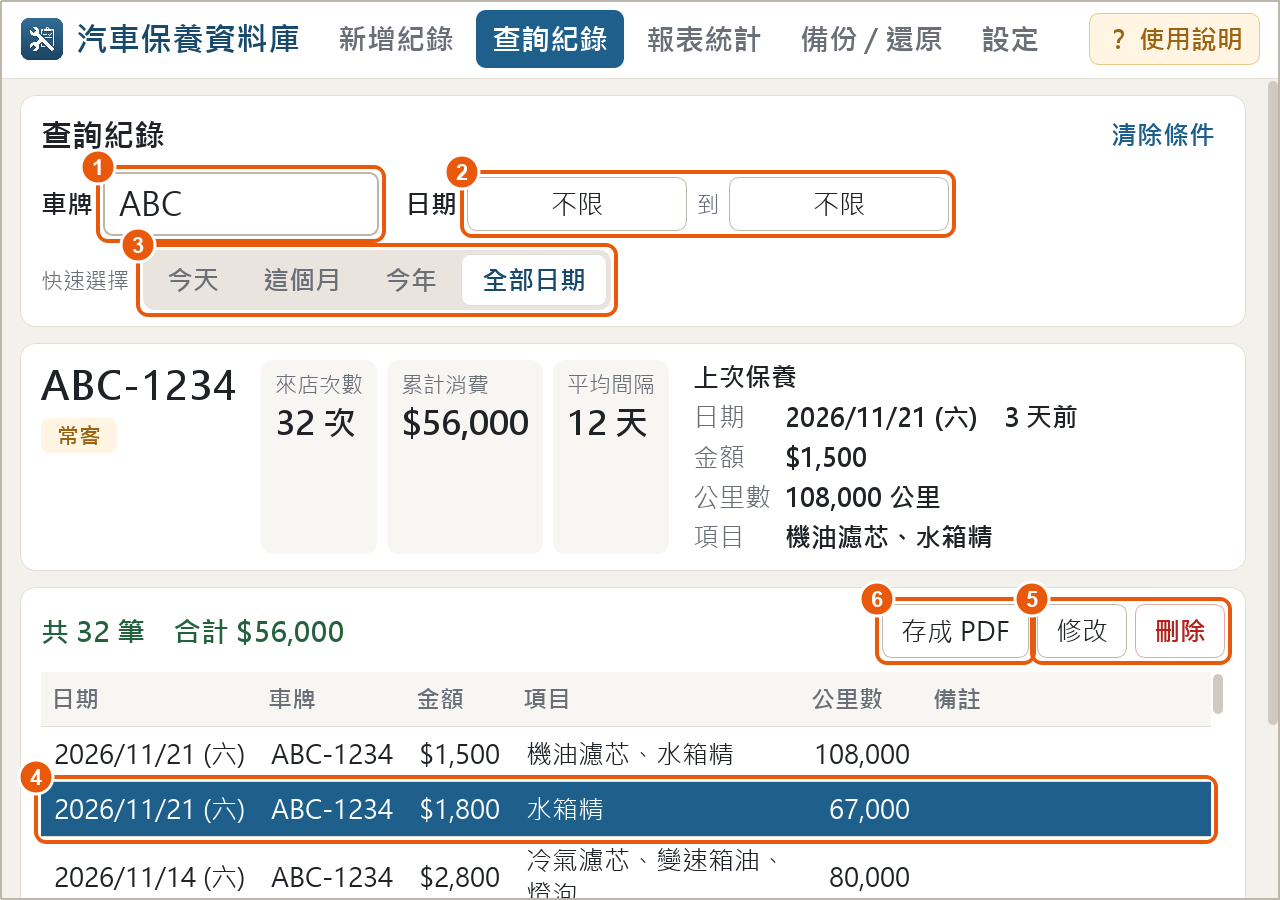 汽車保養資料庫 新增紀錄 查詢紀錄 報表統計 備份 / 還原 設定 ? 使用說明
查詢紀錄 清除條件
1 2
車牌 ABC 日期 不限 到 不限
3
快速選擇 今天 這個月 今年 全部日期
ABC-1234
常客
來店次數
32 次
累計消費
$56,000
平均間隔
12 天
上次保養
日期 2026/11/21 (六) 3 天前
金額 $1,500
公里數 108,000 公里
項目 機油濾芯、水箱精
6 5
共 32 筆 合計 $56,000 存成 PDF 修改 刪除
日期 車牌 金額 項目 公里數 備註
2026/11/21 (六) ABC-1234 $1,500 機油濾芯、水箱精 108,000
4
2026/11/21 (六) ABC-1234 $1,800 水箱精 67,000
2026/11/14 (六) ABC-1234 $2,800 冷氣濾芯、變速箱油、 80,000
燈泡